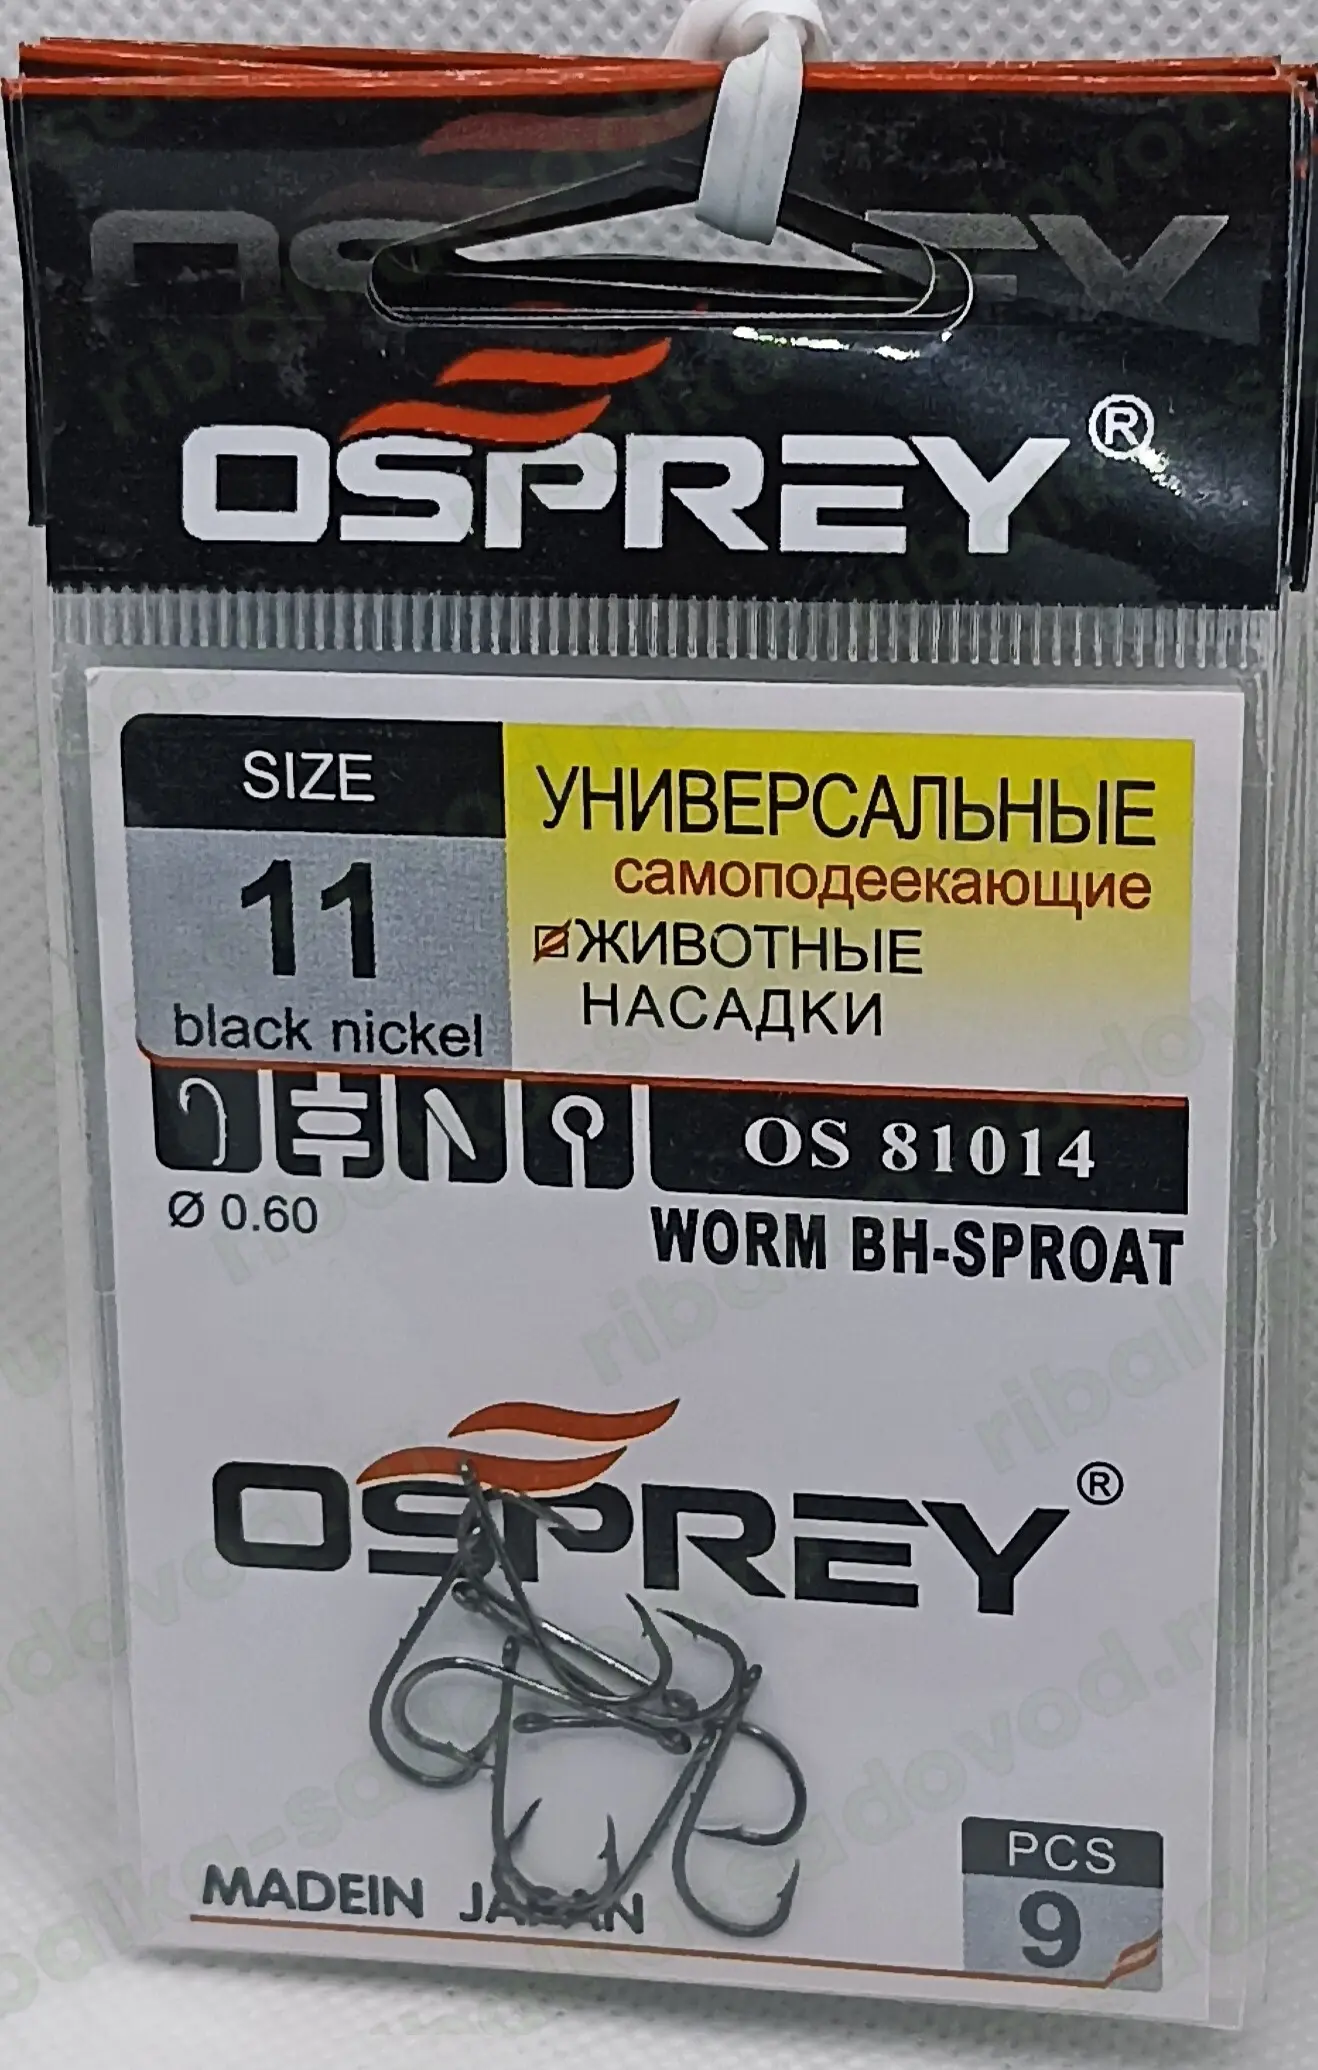 OSPREY®
SIZE
11
black nickel
УНИВЕРСАЛЬНЫЕ
самоподеекающие
ЖИВОТНЫЕ
НАСАДКИ
OS 81014
Ø 0.60
WORM BH-SPROAT
OSPREY®
PCS
9
MADEIN JAPAN